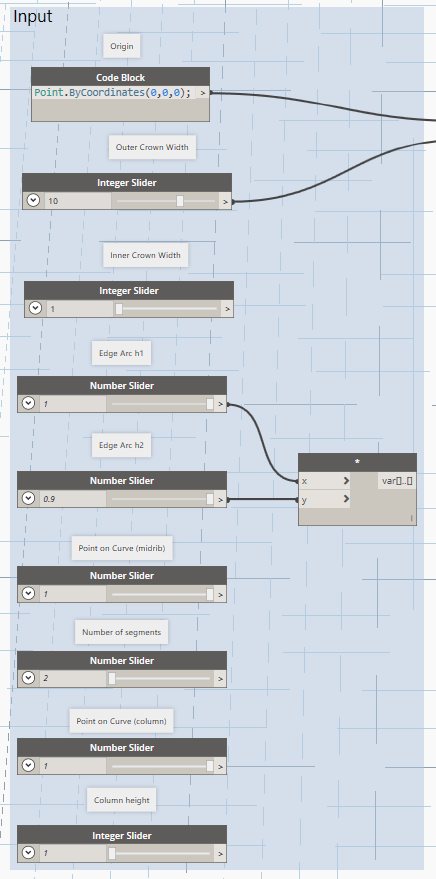 Input
Origin
Code Block
Point.ByCoordinates(0,0,0); >
Outer Crown Width
Integer Slider
10 >
Inner Crown Width
Integer Slider
1 >
Edge Arc h1
Number Slider
1 >
Edge Arc h2
Number Slider
0.9 >
*
x > var[]..[]
y >
l
Point on Curve (midrib)
Number Slider
1 >
Number of segments
Number Slider
2 >
Point on Curve (column)
Number Slider
1 >
Column height
Integer Slider
1 >